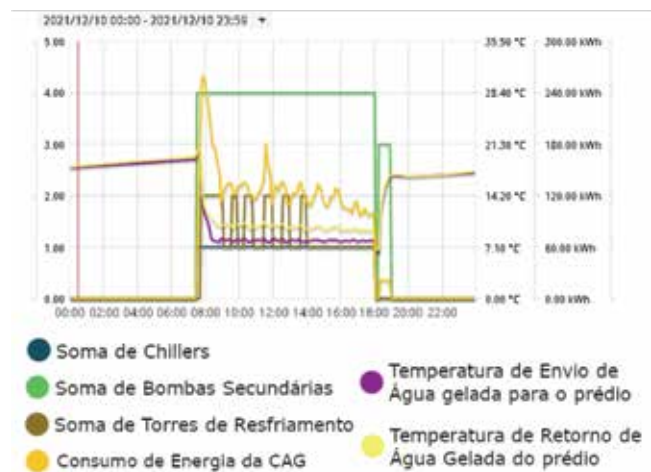 2021/12/10 00:00 - 2021/12/10 23:59
5.00 35.50 °C 300.00 kWh
4.00 28.40 °C 240.00 kWh
3.00 21.30 °C 180.00 kWh
2.00 14.20 °C 120.00 kWh
1.00 7.10 °C 60.00 kWh
0.00 0.00 °C 0.00 kWh
00:00 02:00 04:00 06:00 08:00 10:00 12:00 14:00 16:00 18:00 20:00 22:00
Soma de Chillers
Soma de Bombas Secundárias
Soma de Torres de Resfriamento
Consumo de Energia da CAG
Temperatura de Envio de
Água gelada para o prédio
Temperatura de Retorno de
Água Gelada do prédio